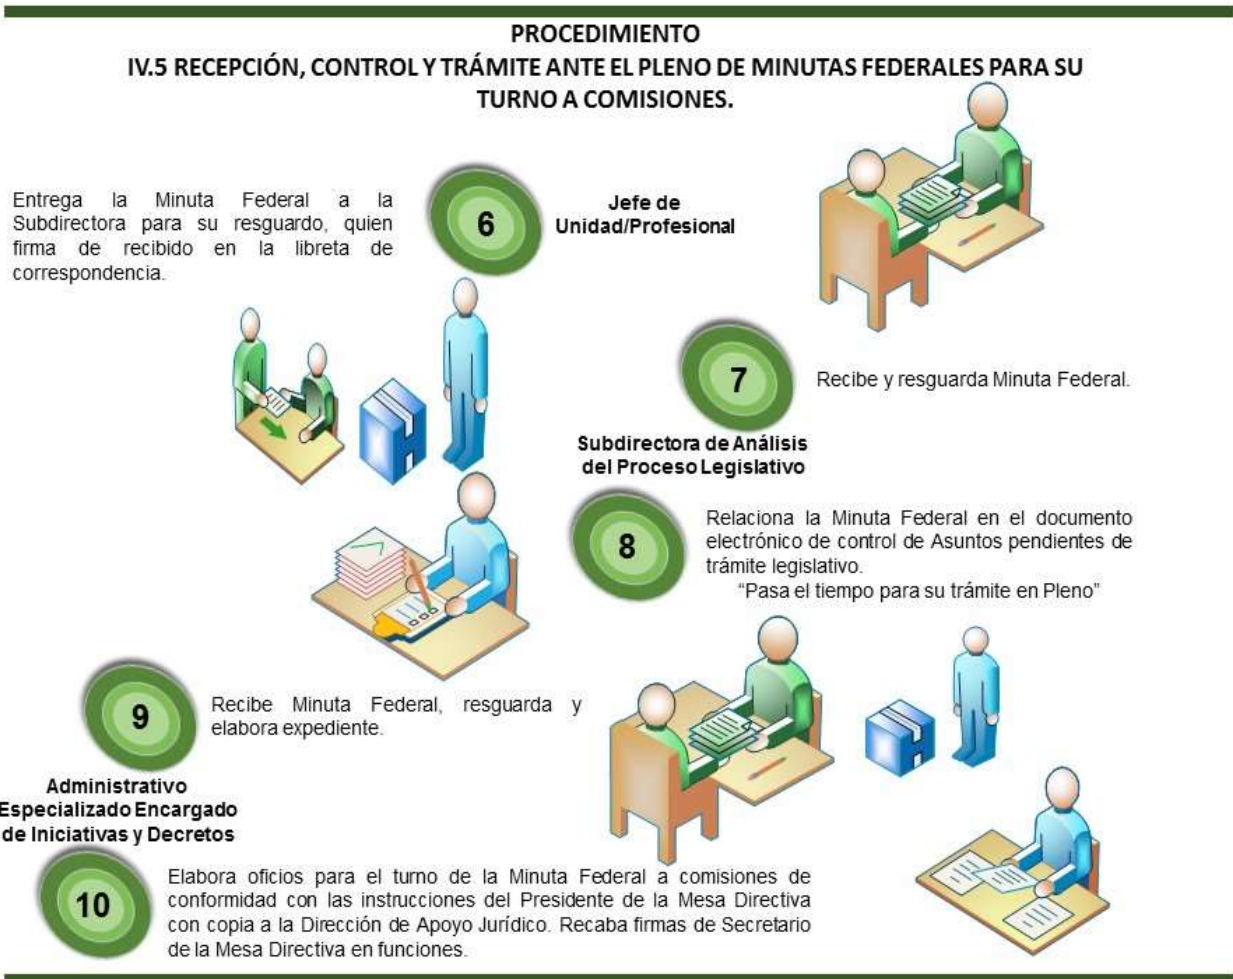 PROCEDIMIENTO
IV.5 RECEPCIÓN, CONTROL Y TRÁMITE ANTE EL PLENO DE MINUTAS FEDERALES PARA SU
TURNO A COMISIONES.
Entrega la Minuta Federal a la
Subdirectora para su resguardo, quien
firma de recibido en la libreta de
correspondencia.
6
Jefe de
Unidad/Profesional
7
Recibe y resguarda Minuta Federal.
Subdirectora de Análisis
del Proceso Legislativo
8
Relaciona la Minuta Federal en el documento
electrónico de control de Asuntos pendientes de
trámite legislativo.
“Pasa el tiempo para su trámite en Pleno”
9
Recibe Minuta Federal, resguarda y
elabora expediente.
Administrativo
Especializado Encargado
de Iniciativas y Decretos
10
Elabora oficios para el turno de la Minuta Federal a comisiones de
conformidad con las instrucciones del Presidente de la Mesa Directiva
con copia a la Dirección de Apoyo Jurídico. Recaba firmas de Secretario
de la Mesa Directiva en funciones.